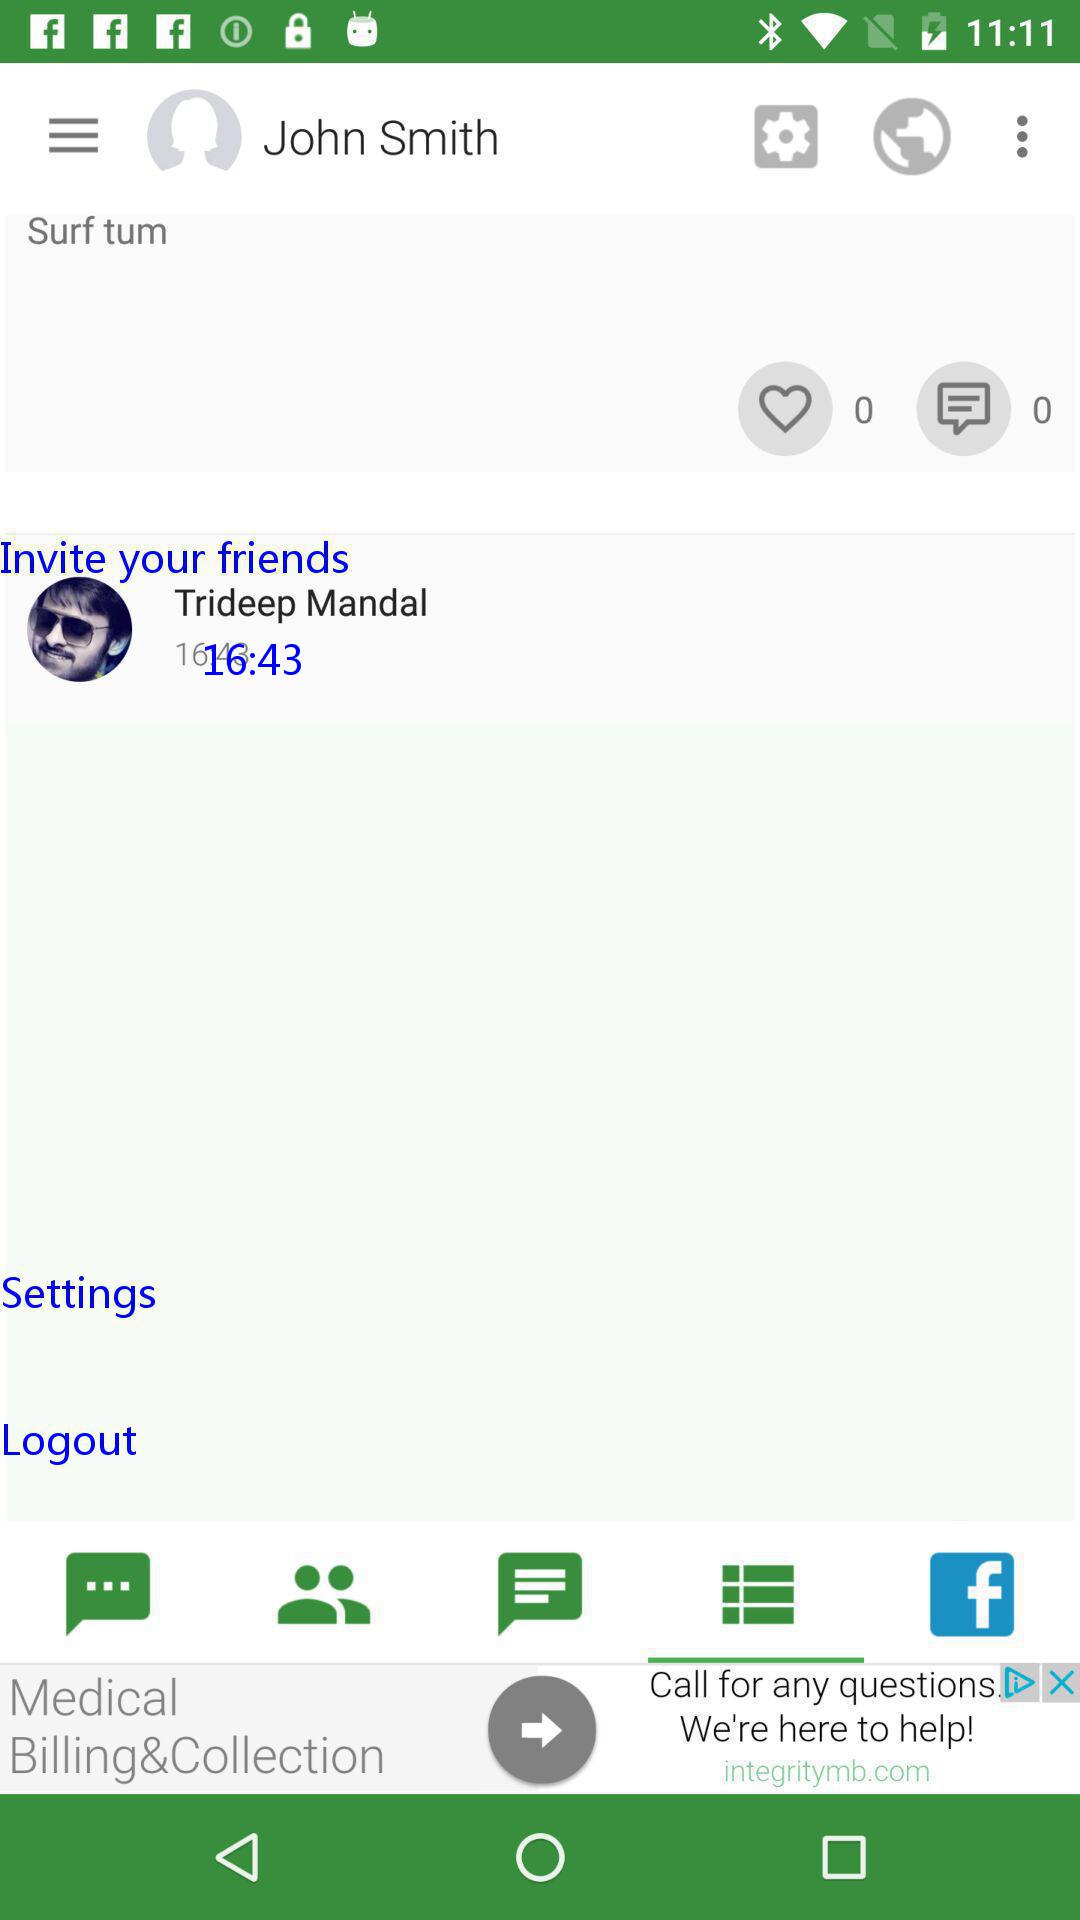 11:11
John Smith
Surf tum
0 0
Invite your friends
Trideep Mandal
16:43
16:43
Settings
Logout
Medical
Billing&Collection
Call for any questions.
We're here to help!
integritymb.com